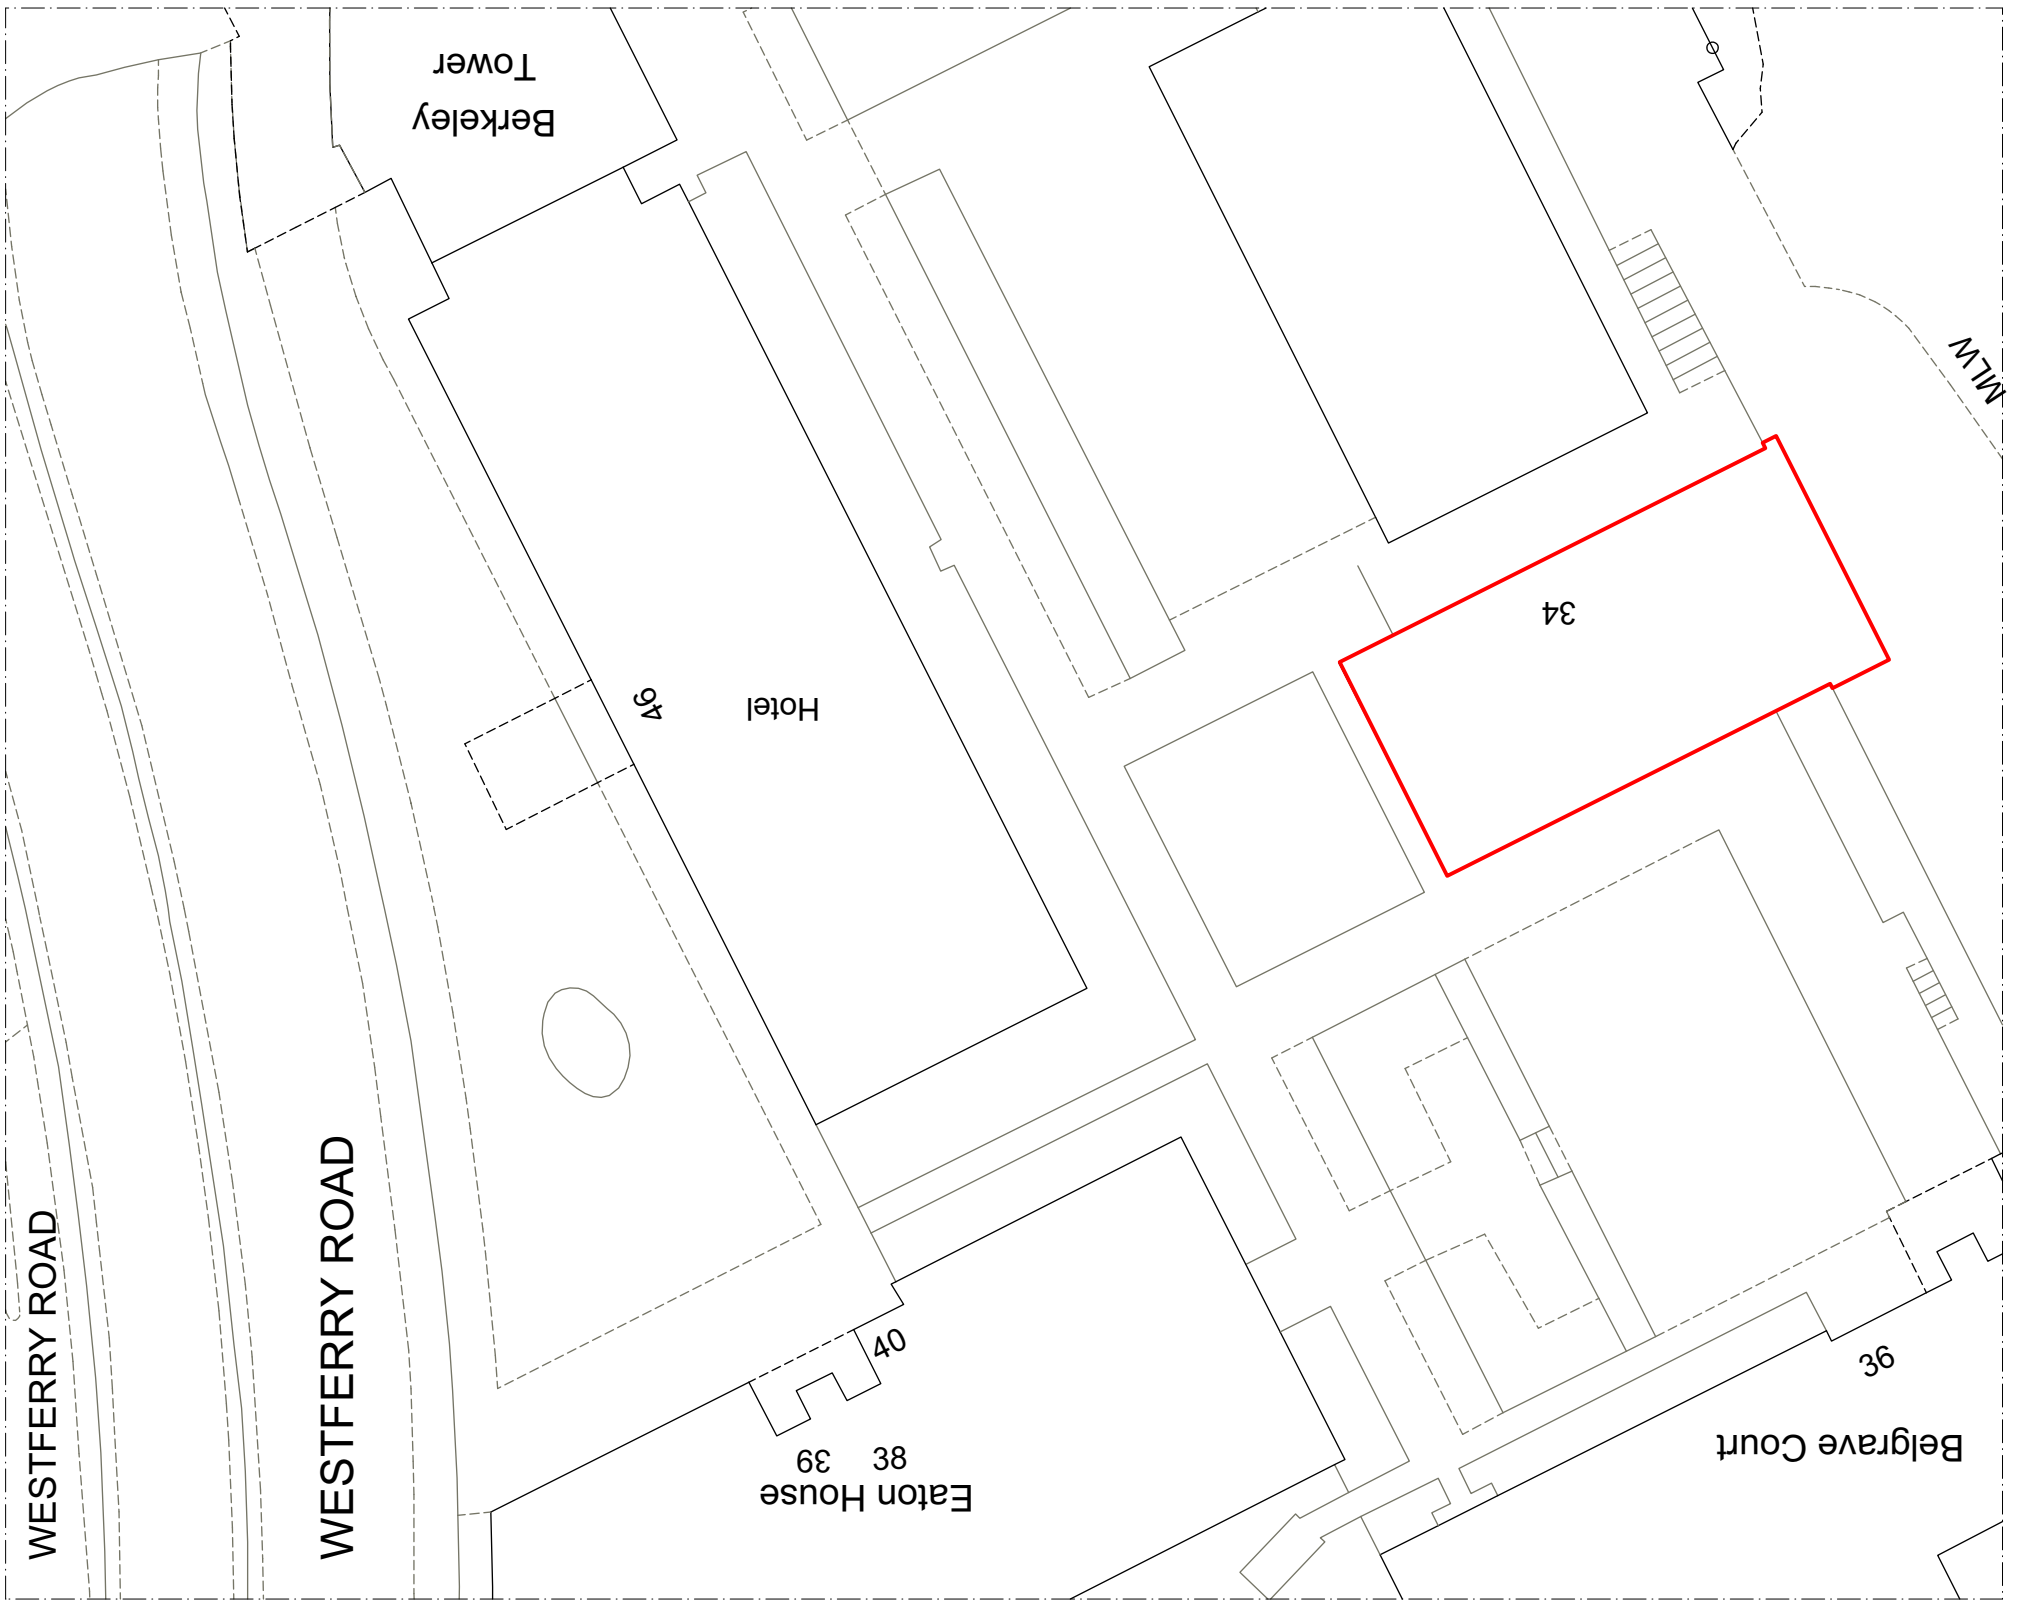 Berkeley
Tower
MLW
34
46
Hotel
WESTFERRY ROAD
WESTFERRY ROAD
40
36
39
38
Eaton House
Belgrave Court